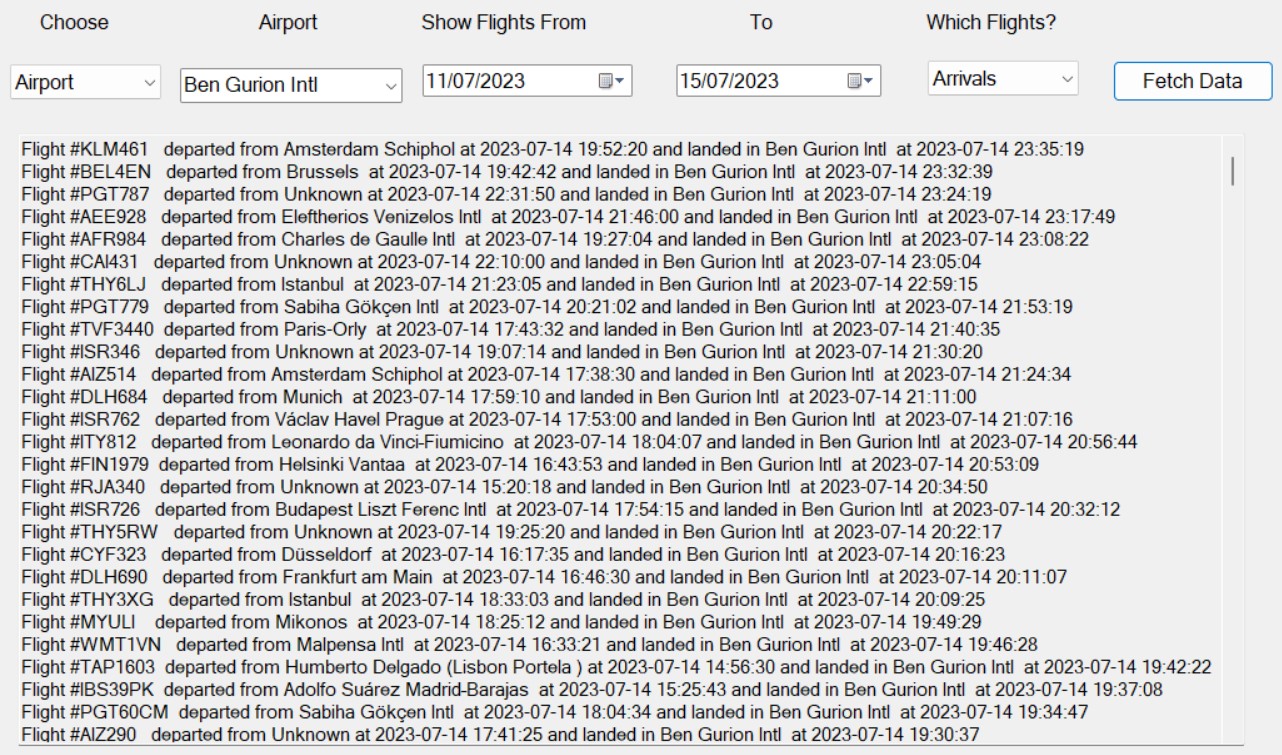 Choose Airport Show Flights From To Which Flights?
Airport Ben Gurion Intl 11/07/2023 15/07/2023 Arrivals Fetch Data
Flight #KLM461 departed from Amsterdam Schiphol at 2023-07-14 19:52:20 and landed in Ben Gurion Intl at 2023-07-14 23:35:19
Flight #BEL4EN departed from Brussels at 2023-07-14 19:42:42 and landed in Ben Gurion Intl at 2023-07-14 23:32:39
Flight #PGT787 departed from Unknown at 2023-07-14 22:31:50 and landed in Ben Gurion Intl at 2023-07-14 23:24:19
Flight #AEE928 departed from Eleftherios Venizelos Intl at 2023-07-14 21:46:00 and landed in Ben Gurion Intl at 2023-07-14 23:17:49
Flight #AFR984 departed from Charles de Gaulle Intl at 2023-07-14 19:27:04 and landed in Ben Gurion Intl at 2023-07-14 23:08:22
Flight #CAI431 departed from Unknown at 2023-07-14 22:10:00 and landed in Ben Gurion Intl at 2023-07-14 23:05:04
Flight #THY6LJ departed from Istanbul at 2023-07-14 21:23:05 and landed in Ben Gurion Intl at 2023-07-14 22:59:15
Flight #PGT779 departed from Sabiha Gökçen Intl at 2023-07-14 20:21:02 and landed in Ben Gurion Intl at 2023-07-14 21:53:19
Flight #TVF3440 departed from Paris-Orly at 2023-07-14 17:43:32 and landed in Ben Gurion Intl at 2023-07-14 21:40:35
Flight #ISR346 departed from Unknown at 2023-07-14 19:07:14 and landed in Ben Gurion Intl at 2023-07-14 21:30:20
Flight #AIZ514 departed from Amsterdam Schiphol at 2023-07-14 17:38:30 and landed in Ben Gurion Intl at 2023-07-14 21:24:34
Flight #DLH684 departed from Munich at 2023-07-14 17:59:10 and landed in Ben Gurion Intl at 2023-07-14 21:11:00
Flight #ISR762 departed from Václav Havel Prague at 2023-07-14 17:53:00 and landed in Ben Gurion Intl at 2023-07-14 21:07:16
Flight #ITY812 departed from Leonardo da Vinci-Fiumicino at 2023-07-14 18:04:07 and landed in Ben Gurion Intl at 2023-07-14 20:56:44
Flight #FIN1979 departed from Helsinki Vantaa at 2023-07-14 16:43:53 and landed in Ben Gurion Intl at 2023-07-14 20:53:09
Flight #RJA340 departed from Unknown at 2023-07-14 15:20:18 and landed in Ben Gurion Intl at 2023-07-14 20:34:50
Flight #ISR726 departed from Budapest Liszt Ferenc Intl at 2023-07-14 17:54:15 and landed in Ben Gurion Intl at 2023-07-14 20:32:12
Flight #THY5RW departed from Unknown at 2023-07-14 19:25:20 and landed in Ben Gurion Intl at 2023-07-14 20:22:17
Flight #CYF323 departed from Düsseldorf at 2023-07-14 16:17:35 and landed in Ben Gurion Intl at 2023-07-14 20:16:23
Flight #DLH690 departed from Frankfurt am Main at 2023-07-14 16:46:30 and landed in Ben Gurion Intl at 2023-07-14 20:11:07
Flight #THY3XG departed from Istanbul at 2023-07-14 18:33:03 and landed in Ben Gurion Intl at 2023-07-14 20:09:25
Flight #MYULI departed from Mikonos at 2023-07-14 18:25:12 and landed in Ben Gurion Intl at 2023-07-14 19:49:29
Flight #WMT1VN departed from Malpensa Intl at 2023-07-14 16:33:21 and landed in Ben Gurion Intl at 2023-07-14 19:46:28
Flight #TAP1603 departed from Humberto Delgado (Lisbon Portela ) at 2023-07-14 14:56:30 and landed in Ben Gurion Intl at 2023-07-14 19:42:22
Flight #IBS39PK departed from Adolfo Suárez Madrid-Barajas at 2023-07-14 15:25:43 and landed in Ben Gurion Intl at 2023-07-14 19:37:08
Flight #PGT60CM departed from Sabiha Gökçen Intl at 2023-07-14 18:04:34 and landed in Ben Gurion Intl at 2023-07-14 19:34:47
Flight #AIZ290 departed from Unknown at 2023-07-14 17:41:25 and landed in Ben Gurion Intl at 2023-07-14 19:30:37